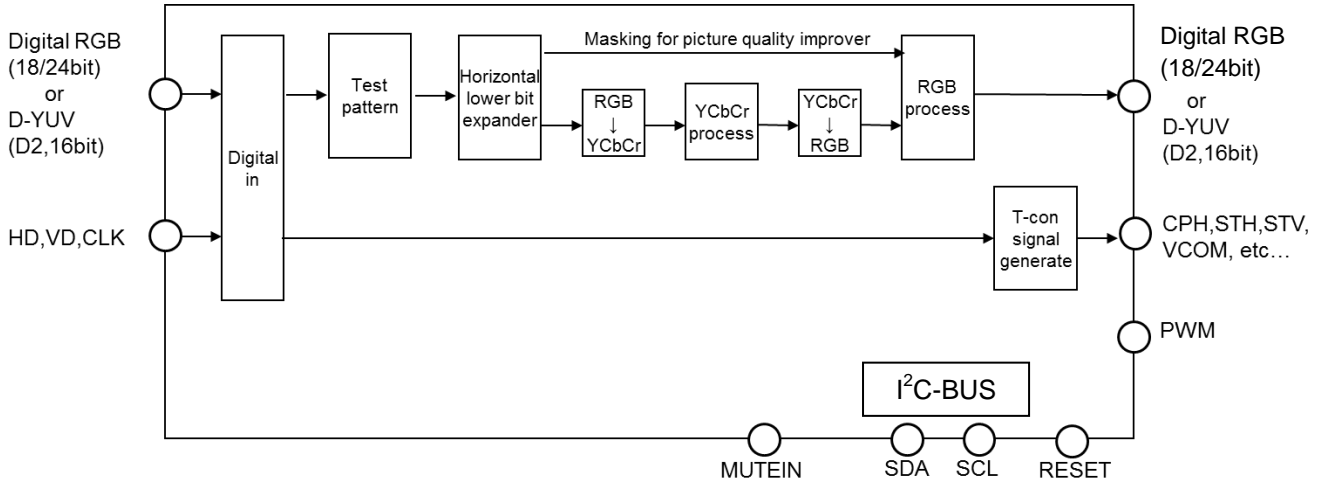 Digital RGB
(18/24bit)
or
D-YUV
(D2,16bit)
HD,VD,CLK
Digital
in
Test
pattern
Horizontal
lower bit
expander
Masking for picture quality improver
RGB
↓
YCbCr
YCbCr
process
YCbCr
↓
RGB
RGB
process
T-con
signal
generate
Digital RGB
(18/24bit)
or
D-YUV
(D2,16bit)
CPH,STH,STV,
VCOM, etc…
PWM
I²C-BUS
MUTEIN
SDA
SCL
RESET